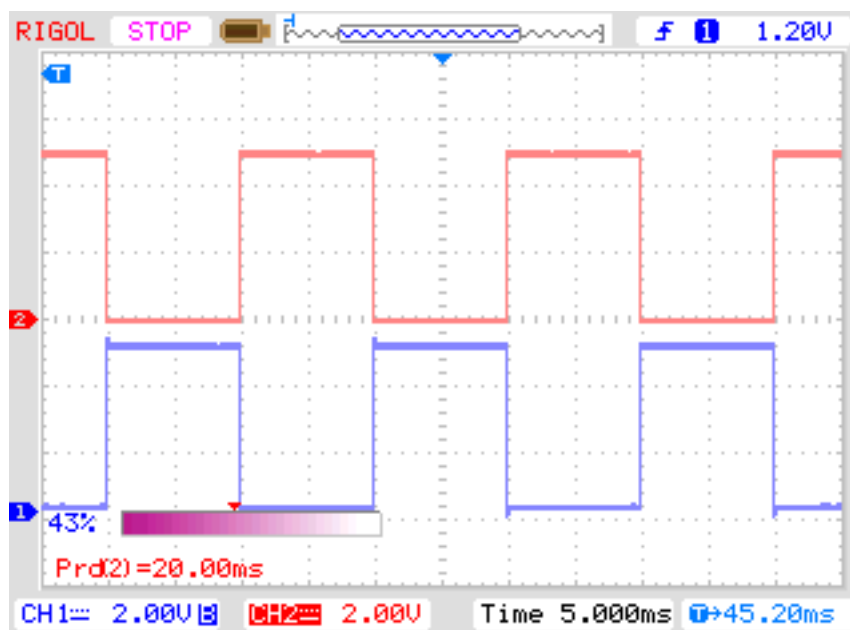 RIGOL STOP 1 1.20V
T
2
1
43%
Prd(2)=20.00ms
CH1 2.00V B CH2 2.00V Time 5.000ms T→45.20ms